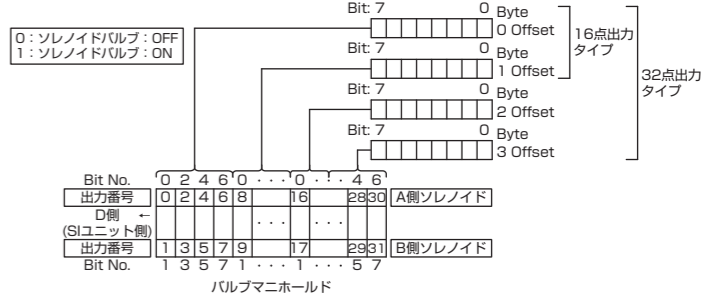 Bit: 7 0 Byte
0 Offset
0：ソレノイドバルブ：OFF
1：ソレノイドバルブ：ON
16点出力
タイプ
Bit: 7 0 Byte
1 Offset
32点出力
タイプ
Bit: 7 0 Byte
2 Offset
Bit: 7 0 Byte
3 Offset
Bit No. 0 2 4 6 0 ··· 0 ··· 4 6
出力番号 0 2 4 6 8 16 28 30 A側ソレノイド
D側 ←
(SIユニット側) ··· ···
出力番号 1 3 5 7 9 17 29 31 B側ソレノイド
Bit No. 1 3 5 7 1 ··· 1 ··· 5 7
バルブマニホールド